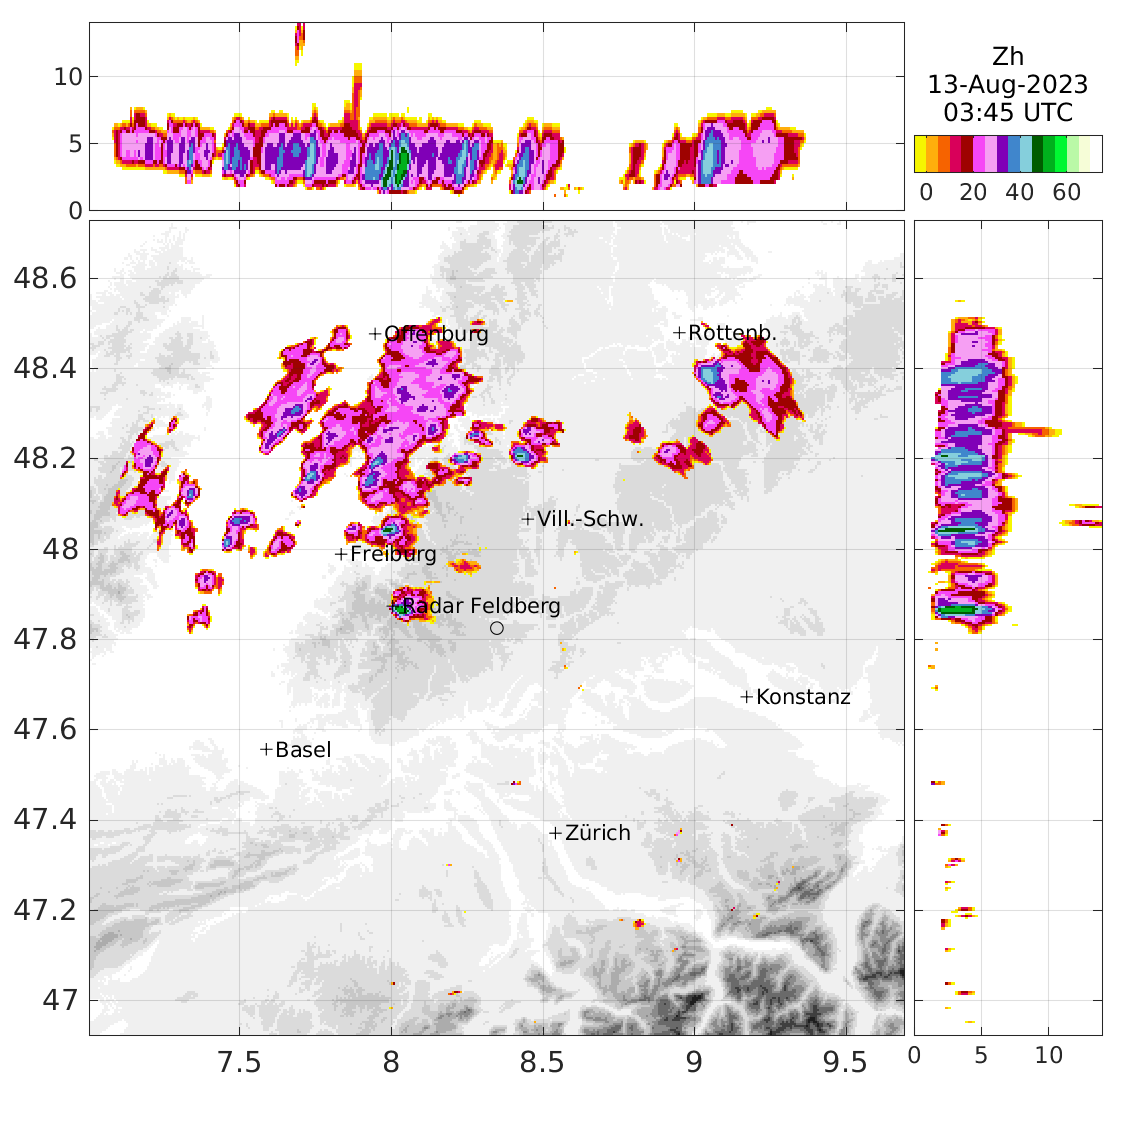 10
5
0
Zh
13-Aug-2023
03:45 UTC
0 20 40 60
48.6
48.4
48.2
48
47.8
47.6
47.4
47.2
47
Offenburg
Rottenb.
Vill.-Schw.
Freiburg
Radar Feldberg
Konstanz
Basel
Zürich
7.5 8 8.5 9 9.5
0 5 10